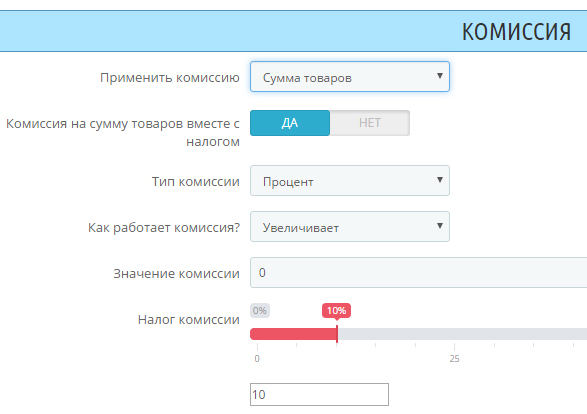 КОМИССИЯ
Применить комиссию Сумма товаров
Комиссия на сумму товаров вместе с
налогом ДА НЕТ
Тип комиссии Процент
Как работает комиссия? Увеличивает
Значение комиссии 0
0% 10%
Налог комиссии
0 25
10